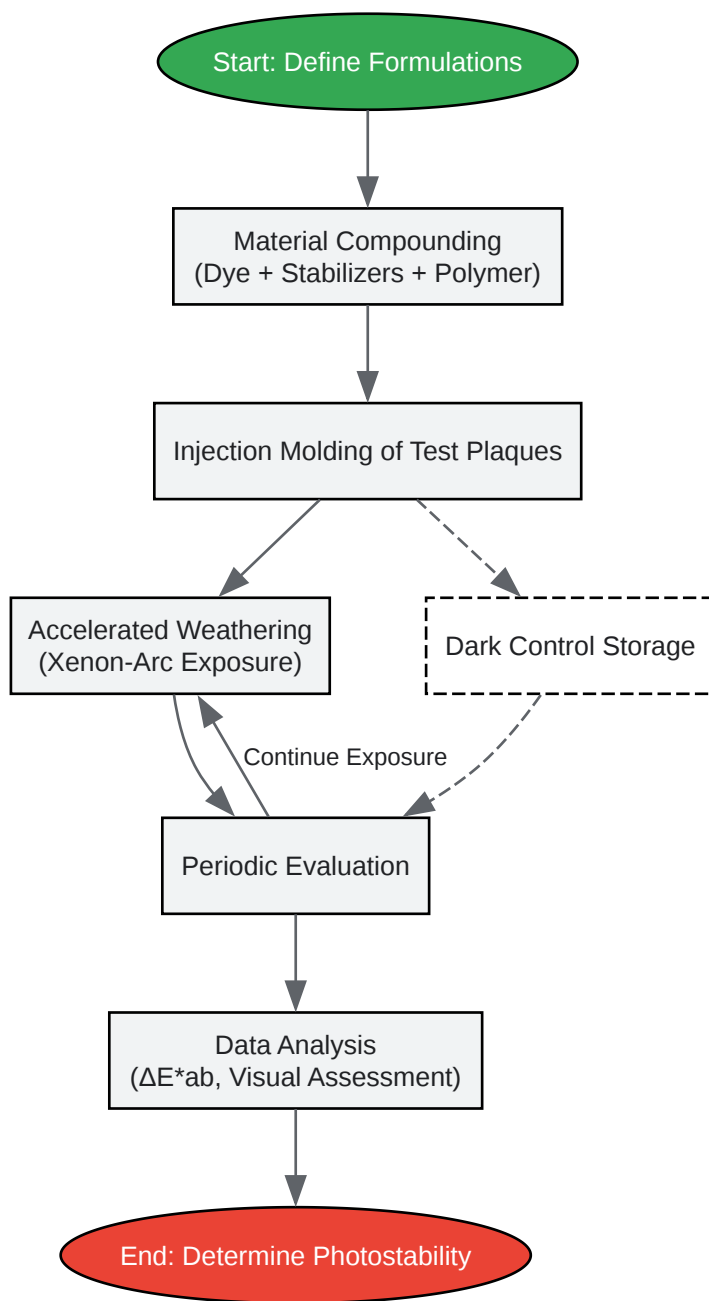 Start: Define Formulations
Material Compounding
(Dye + Stabilizers + Polymer)
Injection Molding of Test Plaques
Accelerated Weathering
(Xenon-Arc Exposure)
Dark Control Storage
Continue Exposure
Periodic Evaluation
Data Analysis
(ΔE*ab, Visual Assessment)
End: Determine Photostability